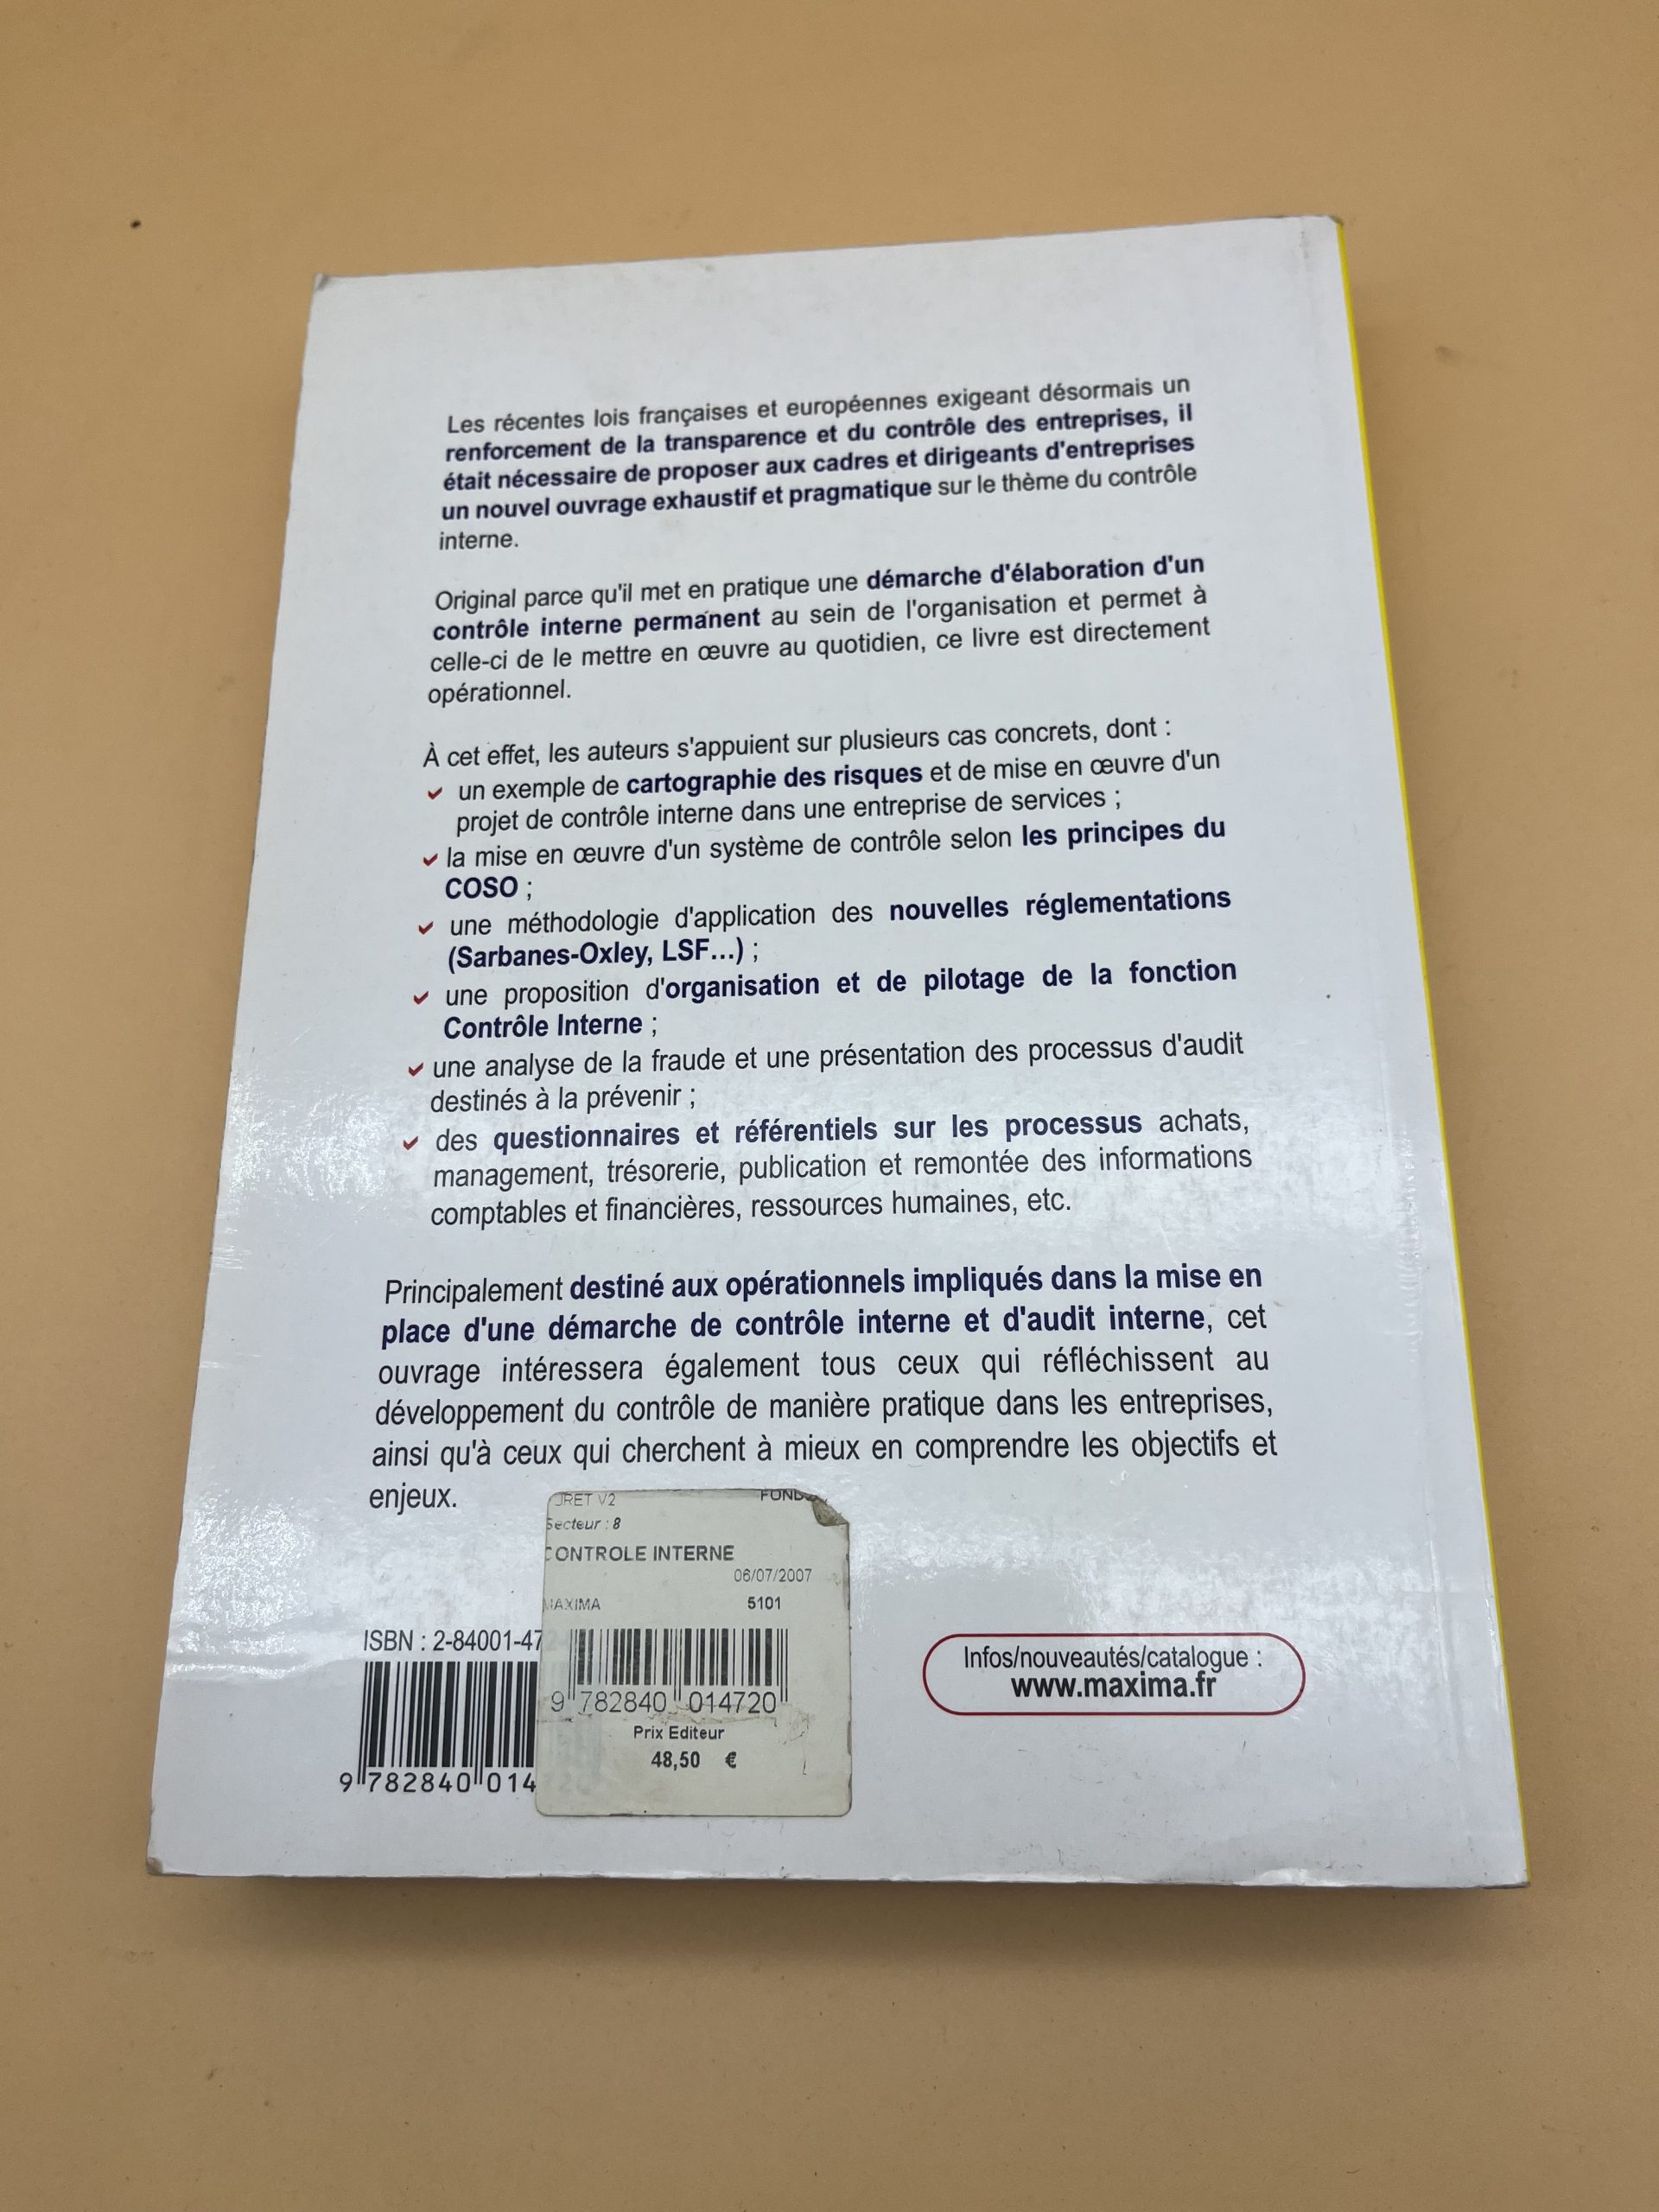 Les récentes lois françaises et européennes exigeant désormais un
renforcement de la transparence et du contrôle des entreprises, il
était nécessaire de proposer aux cadres et dirigeants d'entreprises
un nouvel ouvrage exhaustif et pragmatique sur le thème du contrôle
interne.
Original parce qu'il met en pratique une démarche d'élaboration d'un
contrôle interne permanent au sein de l'organisation et permet à
celle-ci de le mettre en œuvre au quotidien, ce livre est directement
opérationnel.
À cet effet, les auteurs s'appuient sur plusieurs cas concrets, dont :
un exemple de cartographie des risques et de mise en œuvre d'un
projet de contrôle interne dans une entreprise de services ;
la mise en œuvre d'un système de contrôle selon les principes du
COSO ;
une méthodologie d'application des nouvelles réglementations
(Sarbanes-Oxley, LSF...) ;
une proposition d'organisation et de pilotage de la fonction
Contrôle Interne ;
une analyse de la fraude et une présentation des processus d'audit
destinés à la prévenir ;
des questionnaires et référentiels sur les processus achats,
management, trésorerie, publication et remontée des informations
comptables et financières, ressources humaines, etc.
Principalement destiné aux opérationnels impliqués dans la mise en
place d'une démarche de contrôle interne et d'audit interne, cet
ouvrage intéressera également tous ceux qui réfléchissent au
développement du contrôle de manière pratique dans les entreprises,
ainsi qu'à ceux qui cherchent à mieux en comprendre les objectifs et
enjeux.
V2 FOND
Secteur : 8
CONTROLE INTERNE
06/07/2007
MAXIMA 5101
9 782840 014720
Prix Editeur
48,50 €
ISBN : 2-84001-47
9 782840 014
Infos/nouveautés/catalogue :
www.maxima.fr